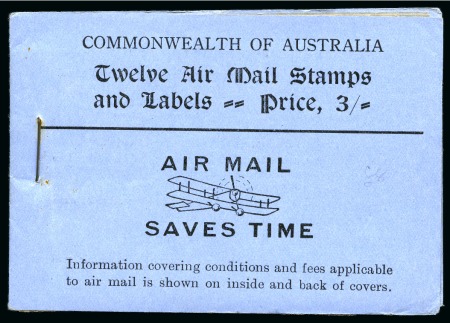 COMMONWEALTH OF AUSTRALIA
Twelve Air Mail Stamps
and Labels == Price, 3/=
AIR MAIL
SAVES TIME
Information covering conditions and fees applicable
to air mail is shown on inside and back of covers.